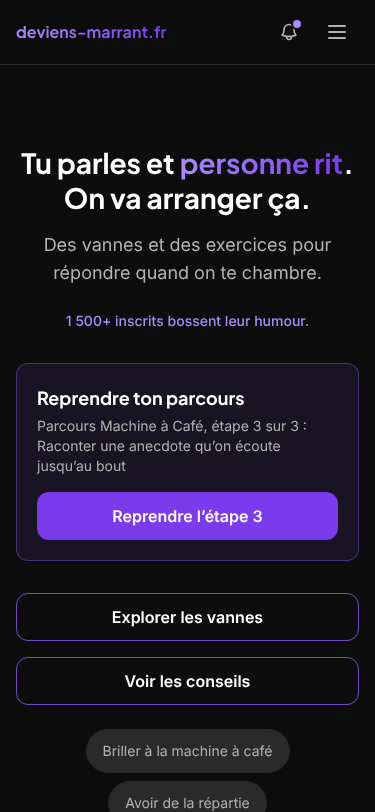 deviens-marrant.fr
Tu parles et personne rit.
On va arranger ça.
Des vannes et des exercices pour
répondre quand on te chambre.
1 500+ inscrits bossent leur humour.
Reprendre ton parcours
Parcours Machine à Café, étape 3 sur 3 :
Raconter une anecdote qu’on écoute
jusqu’au bout
Reprendre l’étape 3
Explorer les vannes
Voir les conseils
Briller à la machine à café
Avoir de la répartie